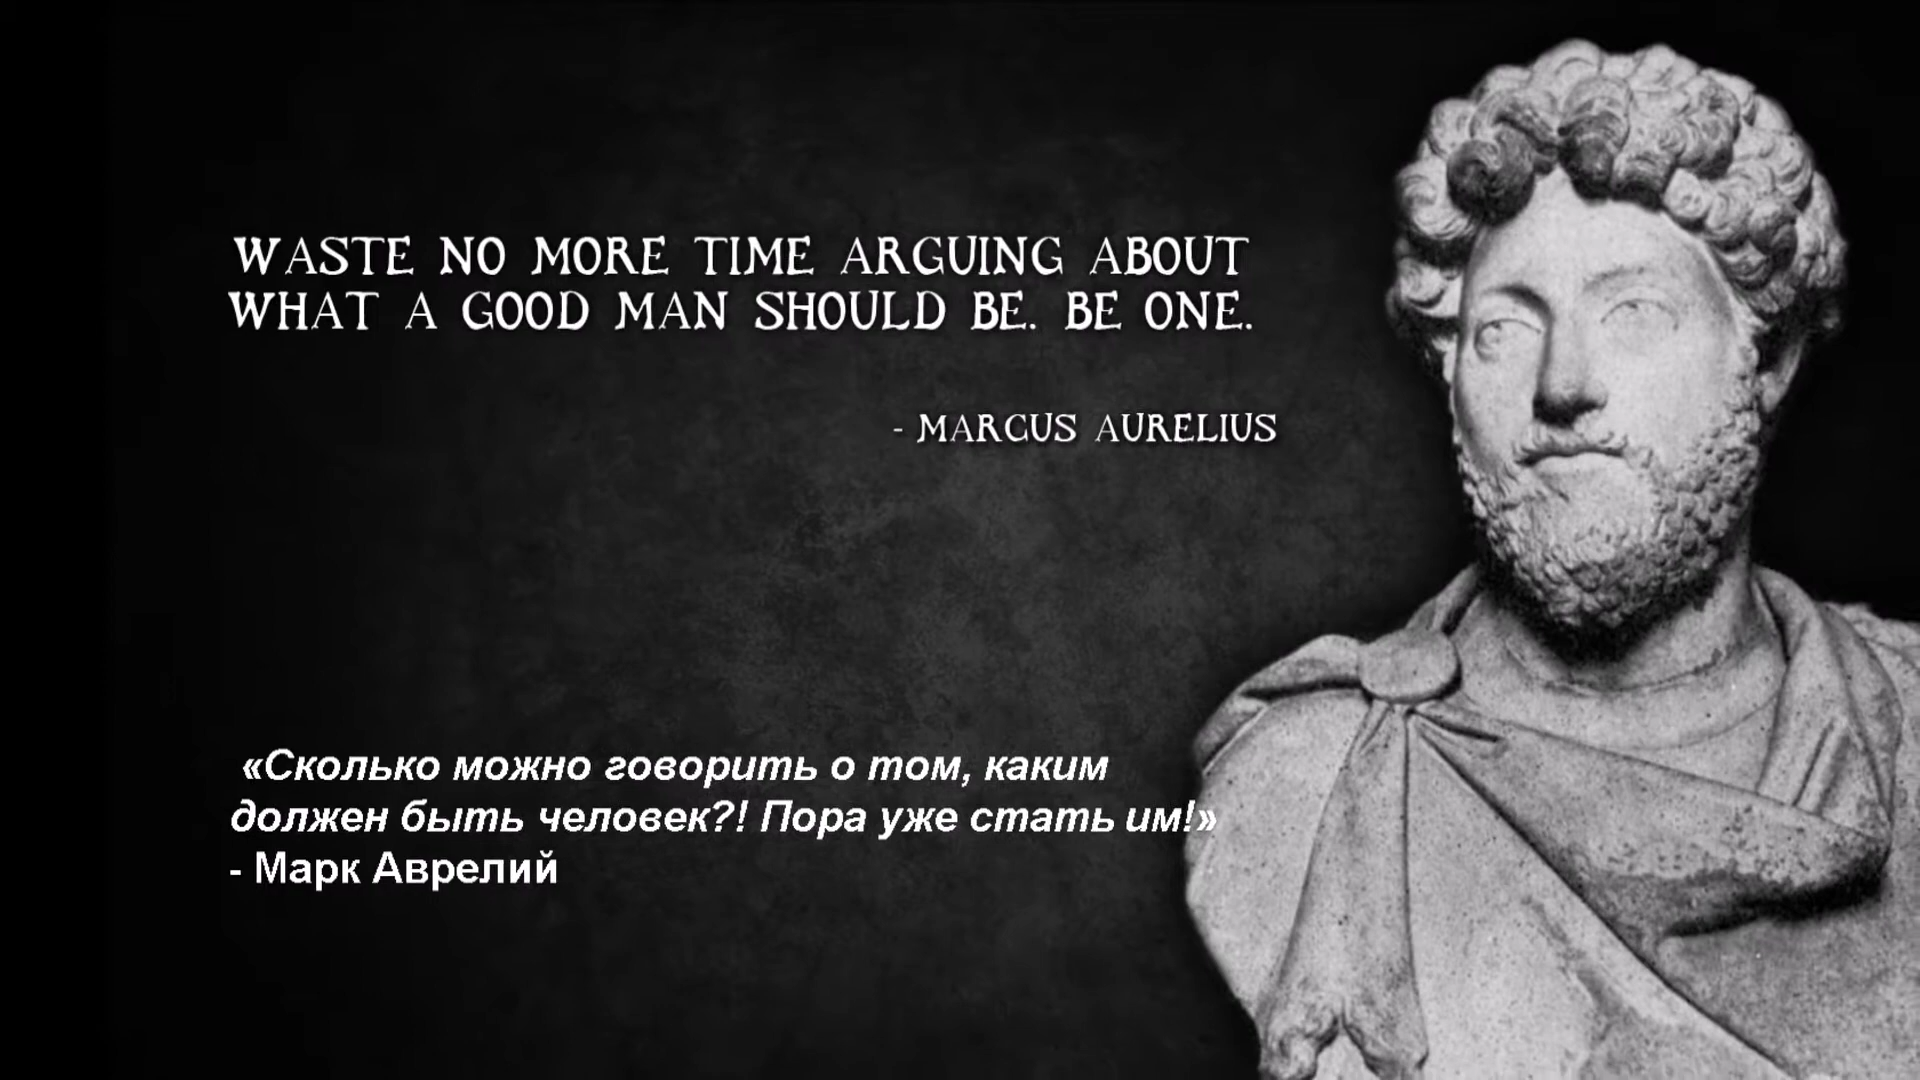 WASTE NO MORE TIME ARGUING ABOUT
WHAT A GOOD MAN SHOULD BE. BE ONE.
- MARCUS AURELIUS
«Сколько можно говорить о том, каким
должен быть человек?! Пора уже стать им!»
- Марк Аврелий